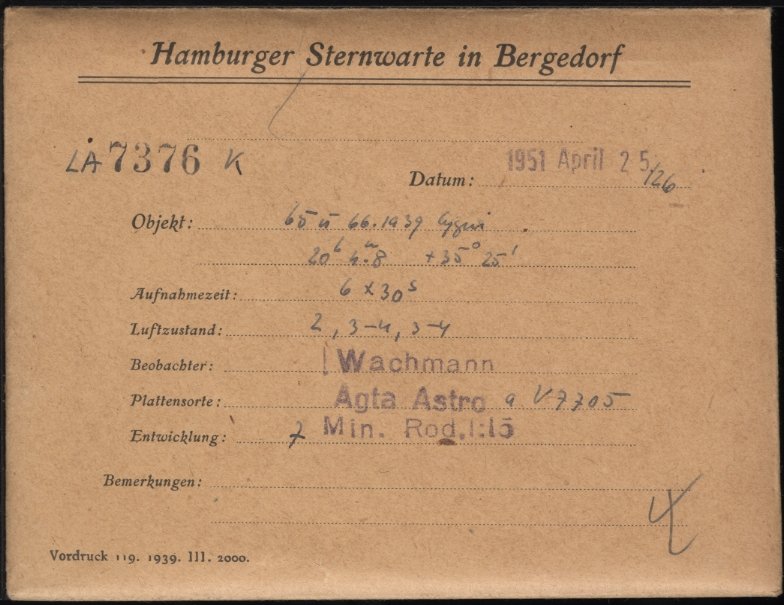 Hamburger Sternwarte in Bergedorf
LA 7376 K
Datum: 1951 April 25/26
Objekt: 65 u 66.1939 Cygni
20h 4m.8 +35° 25'
Aufnahmezeit: 6 x 30s
Luftzustand: 2, 3-4, 3-4
Beobachter: Wachmann
Plattensorte: Agfa Astro a V7705
Entwicklung: 7 Min. Rod. 1:15
Bemerkungen:
Vordruck 119. 1939. III. 2000.